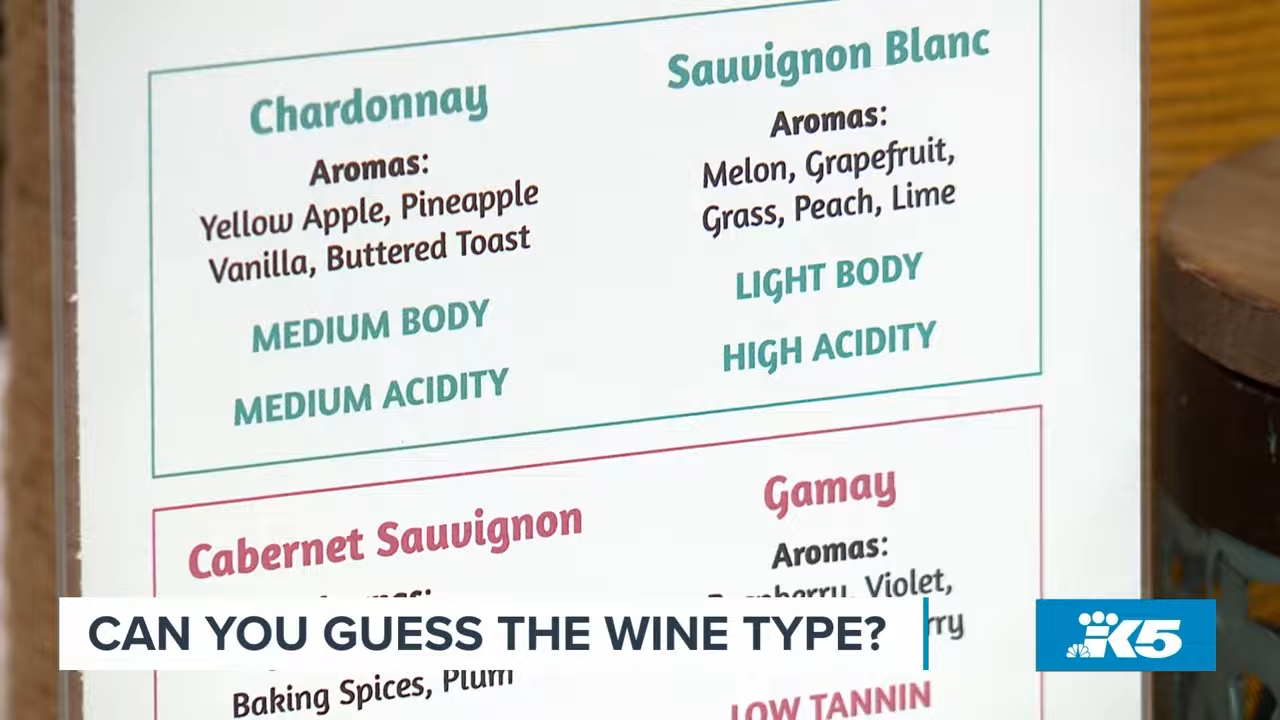 Chardonnay
Aromas:
Yellow Apple, Pineapple
Vanilla, Buttered Toast
MEDIUM BODY
MEDIUM ACIDITY
Sauvignon Blanc
Aromas:
Melon, Grapefruit,
Grass, Peach, Lime
LIGHT BODY
HIGH ACIDITY
Cabernet Sauvignon
Baking Spices, Plum
Gamay
Aromas:
Raspberry, Violet,
LOW TANNIN
CAN YOU GUESS THE WINE TYPE?
K5